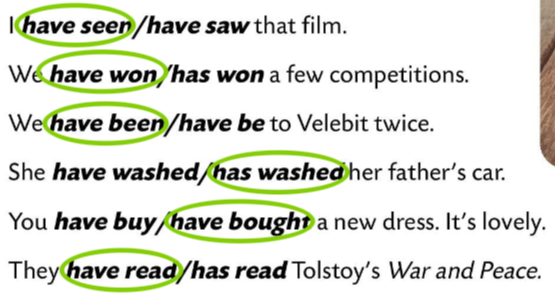 I have seen/have saw that film.
We have won/has won a few competitions.
We have been/have be to Velebit twice.
She have washed/has washed her father's car.
You have buy/have bought a new dress. It's lovely.
They have read/has read Tolstoy's War and Peace.